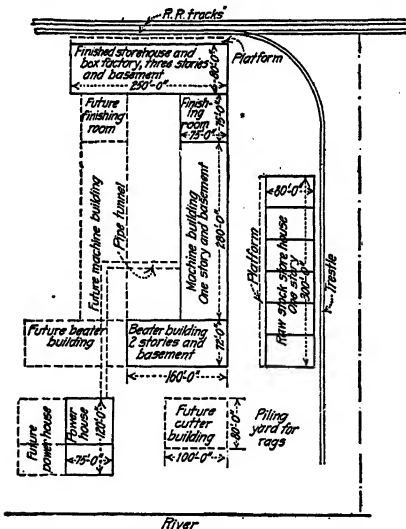 R.R. tracks
Platform
Finished storehouse and
box factory, three stories
and basement
250'-0"
80'-0"
Future
finishing
room
Finish-
ing
room
75'-0"
75'-0"
Future machine building
Pipe tunnel
Machine building
One story and basement
280'-0"
80'-0"
Platform
Raw stock store house
one story
300'-0"
Trestle
Future beater
building
Beater building
2 stories and
basement
72'-0"
160'-0"
Future
power house
Power
house
120'-0"
75'-0"
Future
cutter
building
80'-0"
100'-0"
Piling
yard for
rags
River